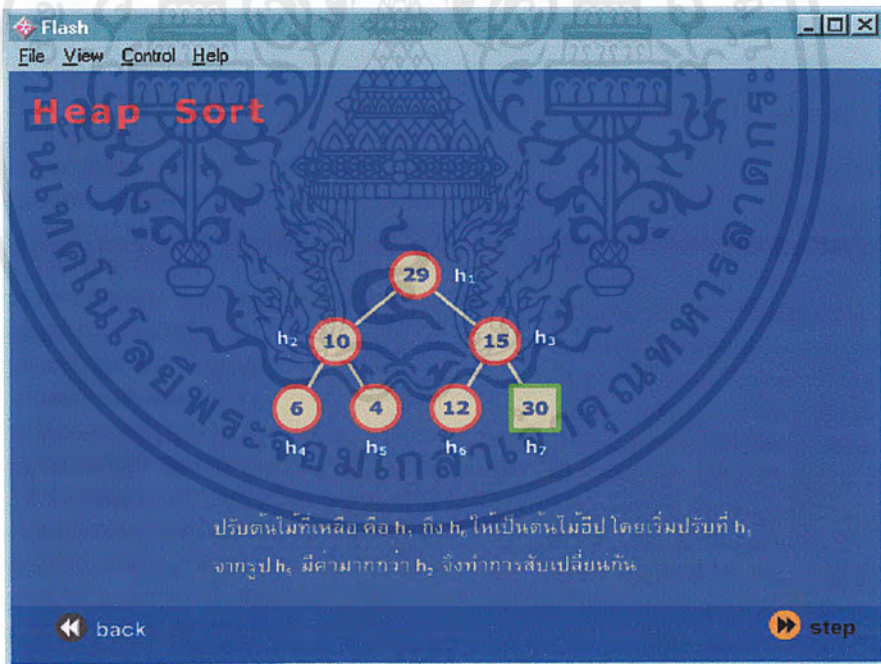 Flash
File View Control Help
Heap Sort
29 h₁
h₂ 10 15 h₃
6 4 12 30
h₄ h₅ h₆ h₇
ปรับต้นไม้ที่เหลือ คือ h₁ ถึง h₆ ให้เป็นต้นไม้ฮีป โดยเริ่มปรับที่ h₁
จากรูป h₅ มีค่ามากกว่า h₂ จึงทำการสับเปลี่ยนกัน
back step